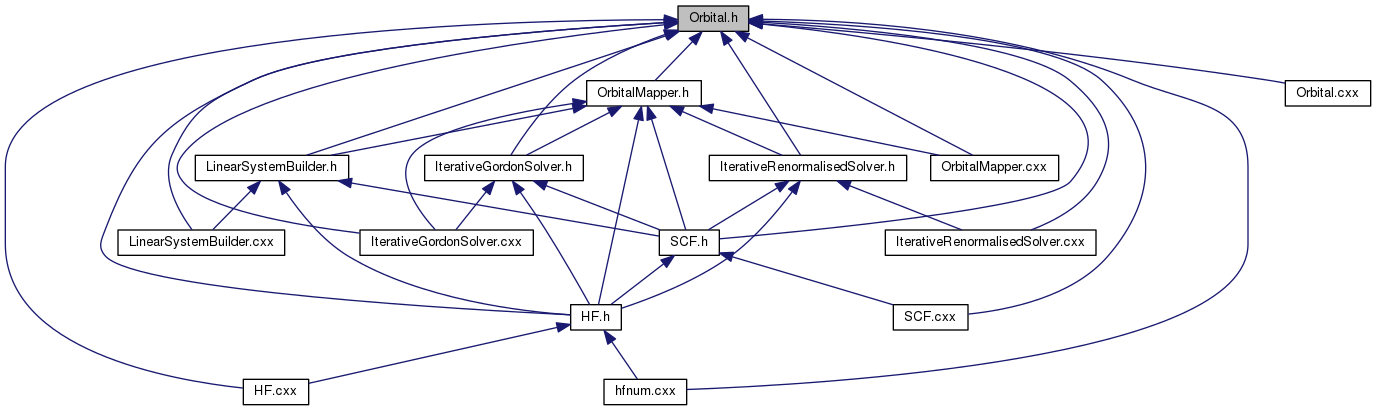 Orbital.h
OrbitalMapper.h
Orbital.cxx
LinearSystemBuilder.h
IterativeGordonSolver.h
IterativeRenormalisedSolver.h
OrbitalMapper.cxx
LinearSystemBuilder.cxx
IterativeGordonSolver.cxx
SCF.h
IterativeRenormalisedSolver.cxx
HF.h
SCF.cxx
HF.cxx
hfnum.cxx